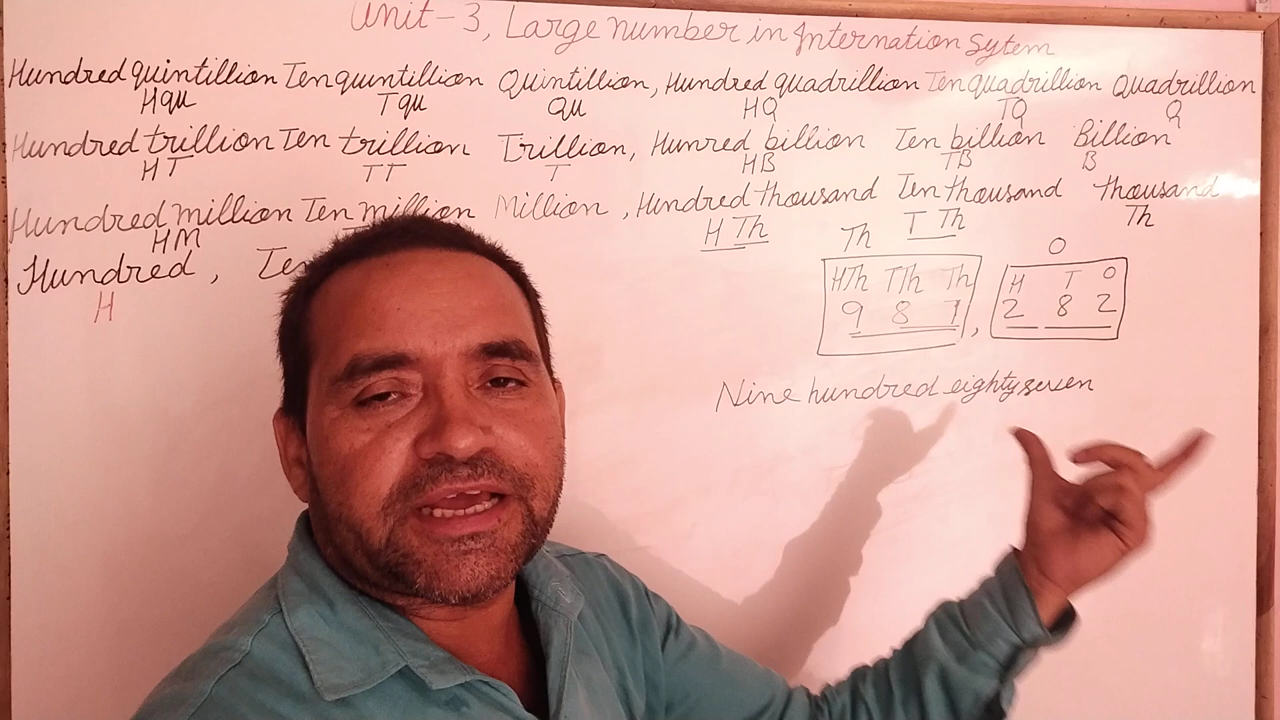 Unit-3, Large number in Internation Sytem
Hundred quintillion Ten quintillion Quintillion, Hundred quadrillion Ten quadrillion Quadrillion
Hqu Tqu Qu HQ TQ Q
Hundred trillion Ten trillion Trillion, Hunred billion Ten billion Billion
HT TT T HB TB B
Hundred million Ten million Million, Hundred thousand Ten thousand thousand
HM H Th T Th Th
Hundred, Ten
H
Th O
HTh TTh Th H T O
9 8 7, 2 8 2
Nine hundred eighty seven